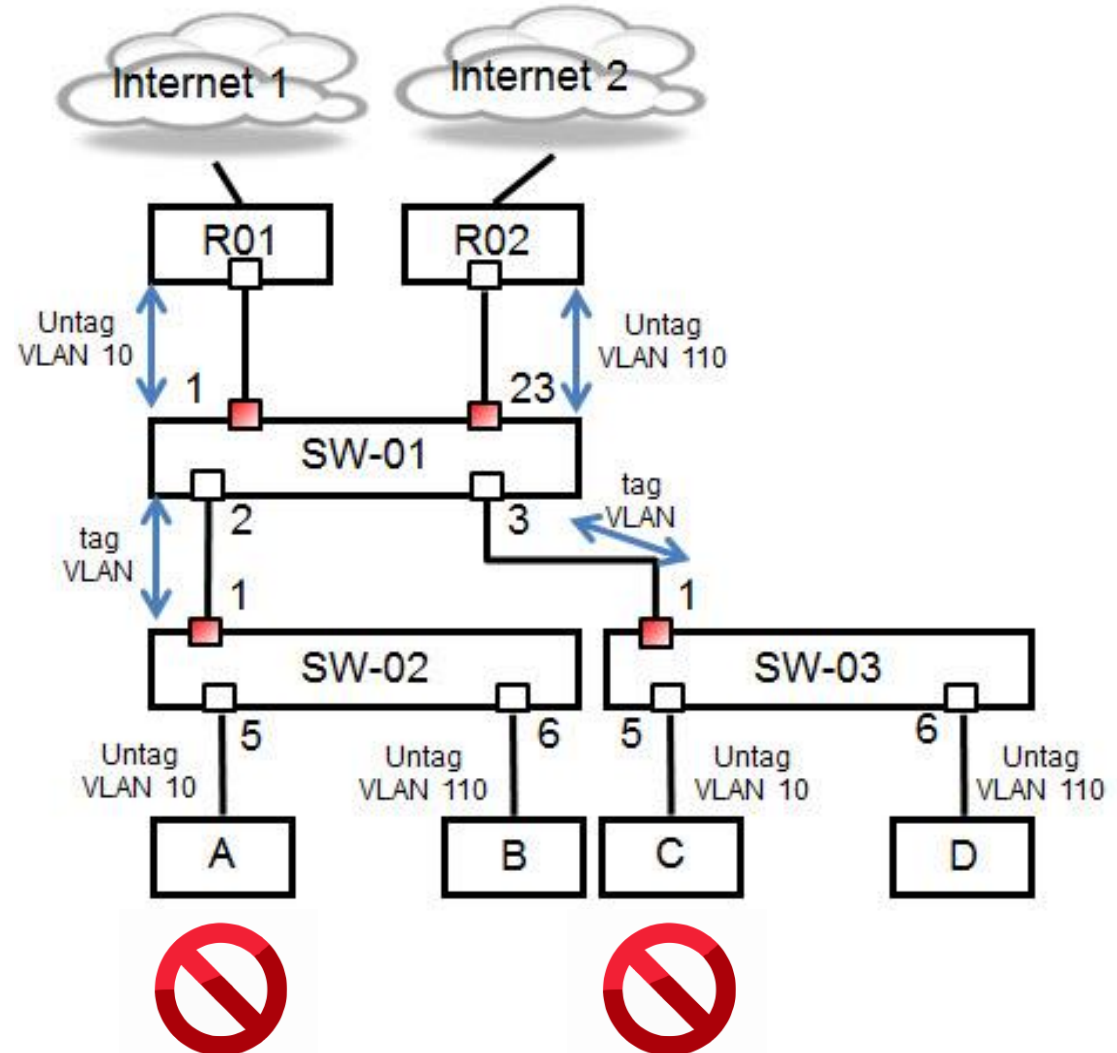 Internet 1
Internet 2
R01
R02
Untag
VLAN 10
Untag
VLAN 110
1
23
SW-01
2
3
tag
VLAN
tag
VLAN
1
1
SW-02
SW-03
5
6
5
6
Untag
VLAN 10
Untag
VLAN 110
Untag
VLAN 10
Untag
VLAN 110
A
B
C
D